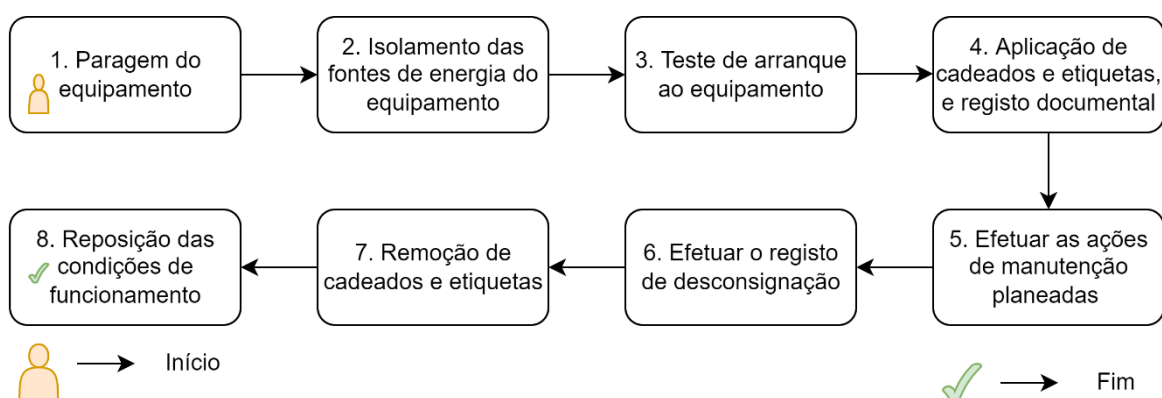 1. Paragem do
equipamento
2. Isolamento das
fontes de energia do
equipamento
3. Teste de arranque
ao equipamento
4. Aplicação de
cadeados e etiquetas,
e registo documental
8. Reposição das
condições de
funcionamento
7. Remoção de
cadeados e etiquetas
6. Efetuar o registo
de desconsignação
5. Efetuar as ações
de manutenção
planeadas
Início
Fim